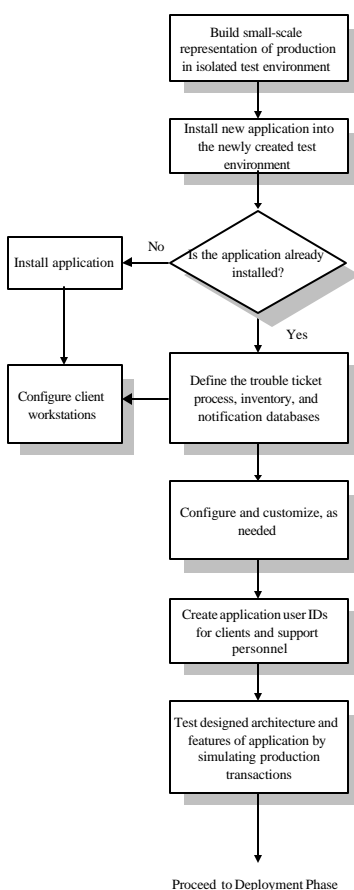 Build small-scale
representation of production
in isolated test environment
Install new application into
the newly created test
environment
Is the application already
installed?
No
Install application
Yes
Configure client
workstations
Define the trouble ticket
process, inventory, and
notification databases
Configure and customize, as
needed
Create application user IDs
for clients and support
personnel
Test designed architecture and
features of application by
simulating production
transactions
Proceed to Deployment Phase